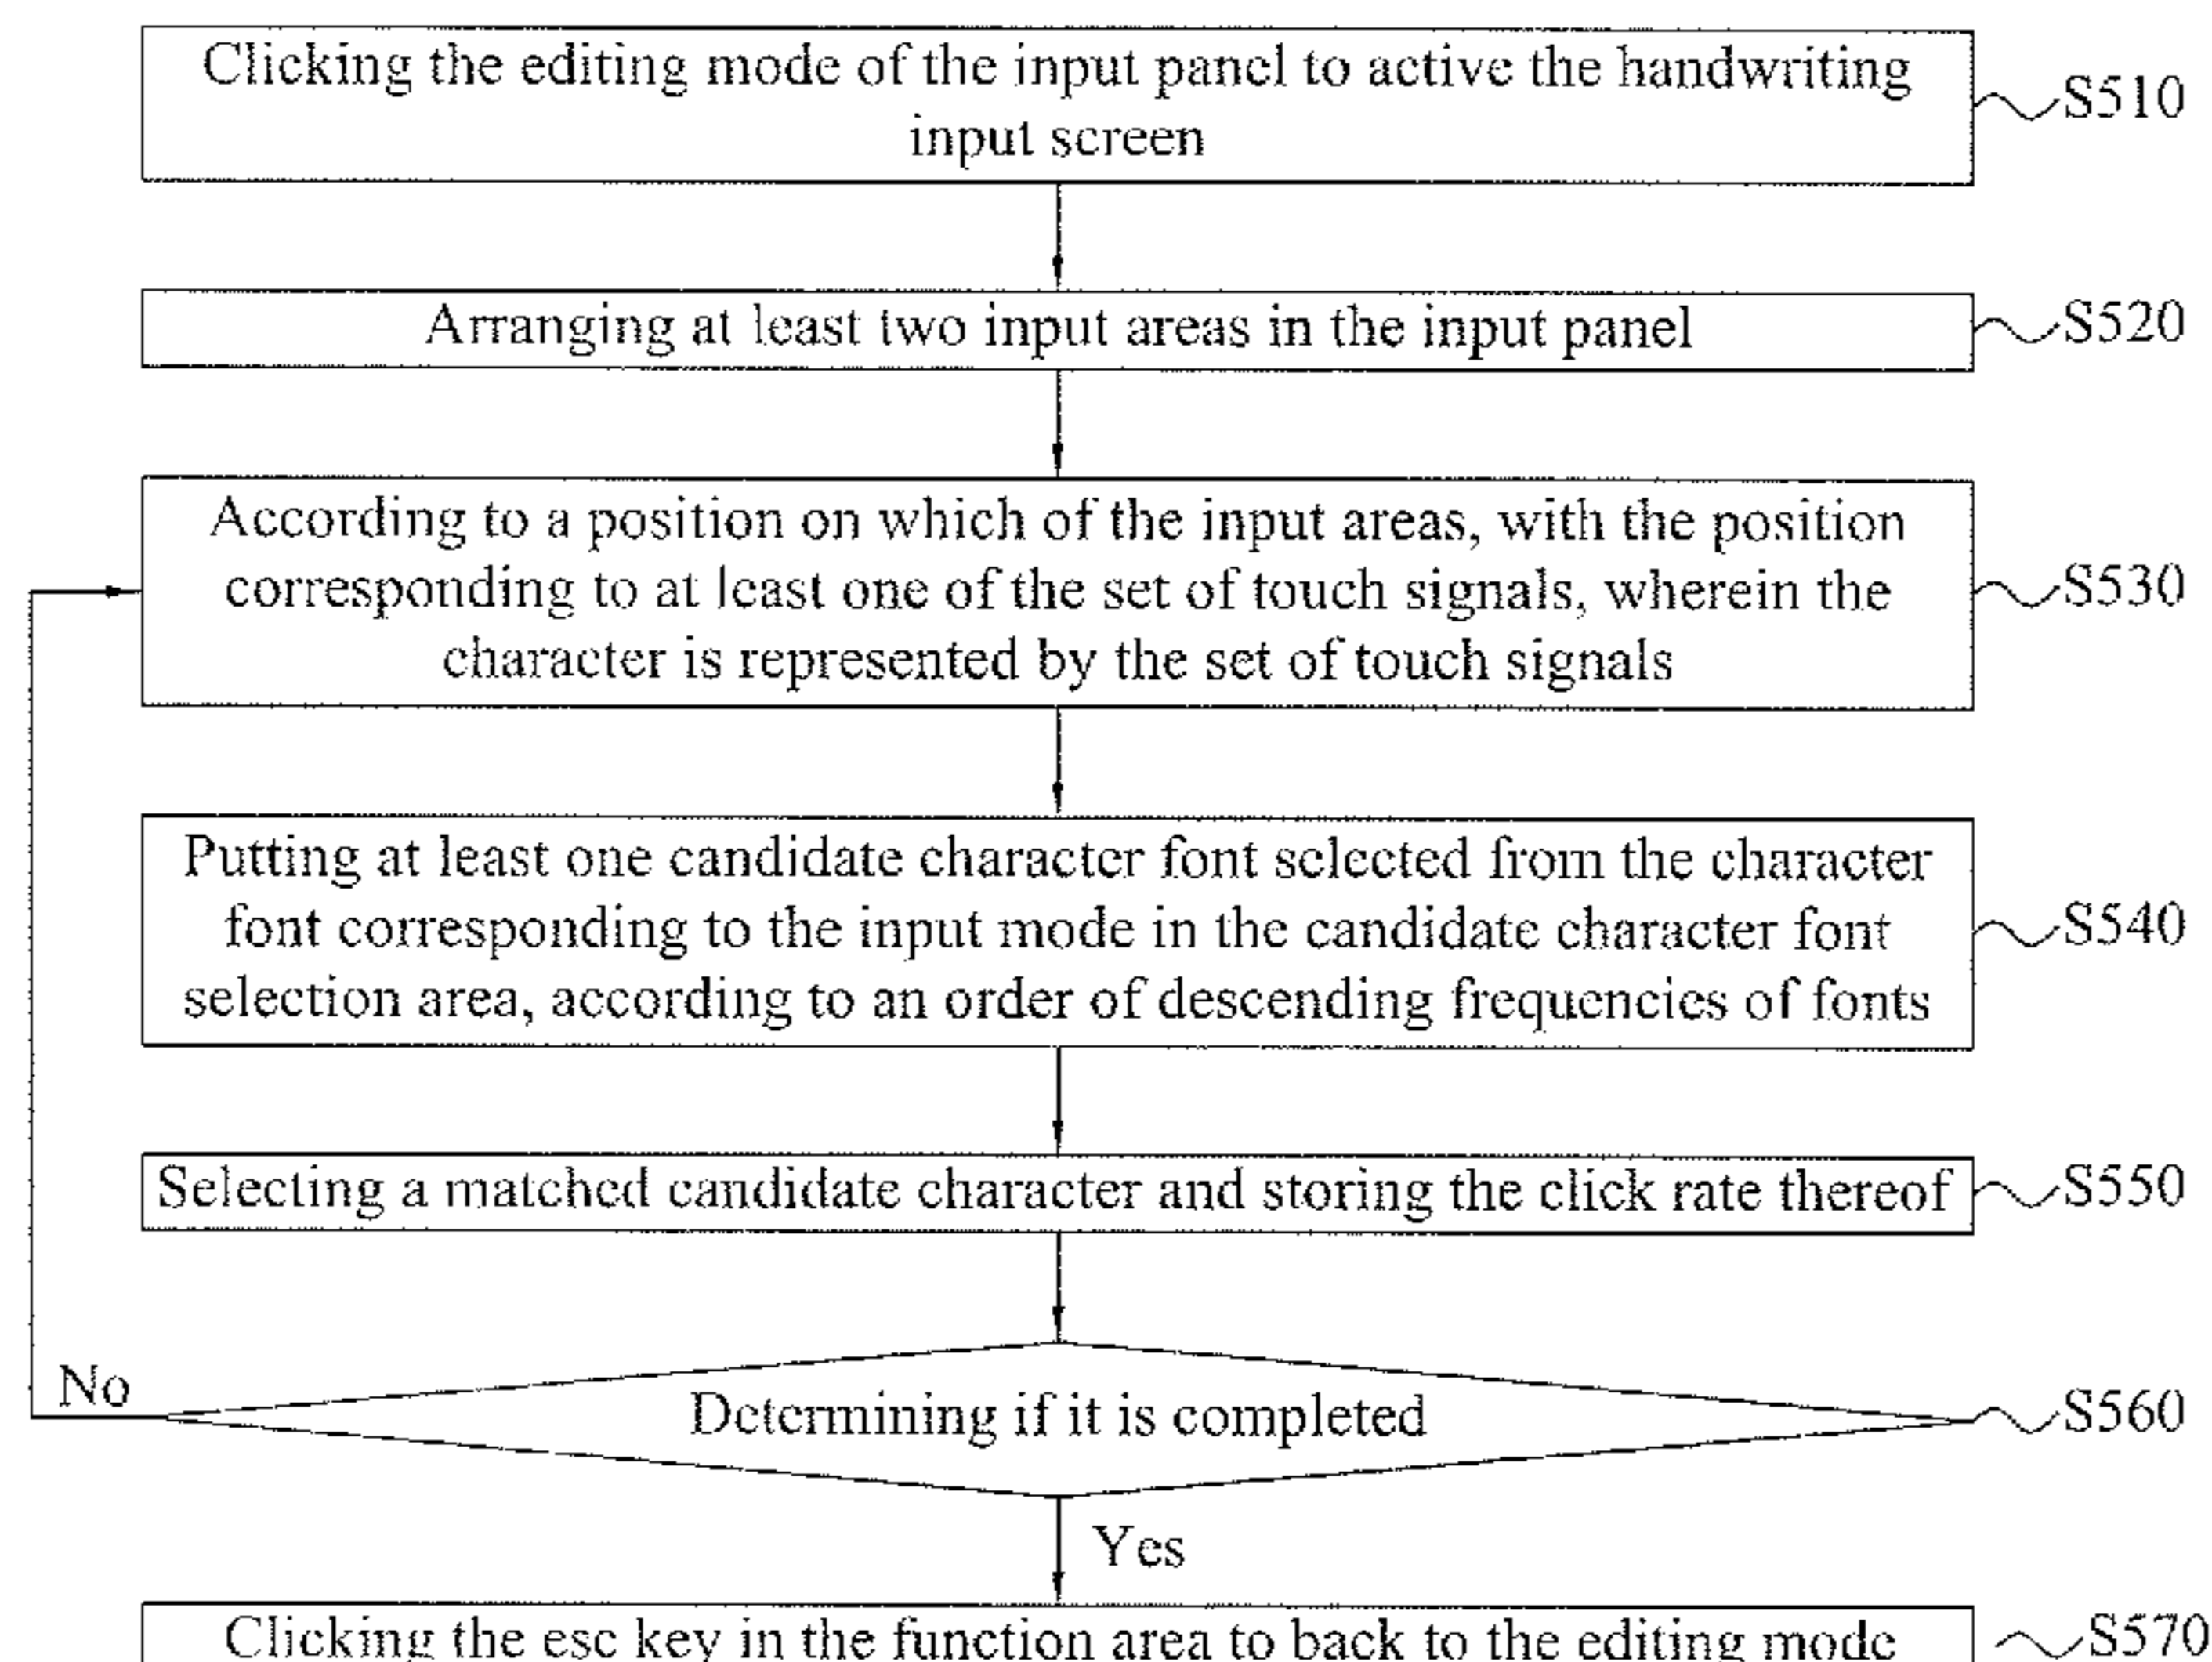 Clicking the editing mode of the input panel to active the handwriting
input screen
S510
Arranging at least two input areas in the input panel
S520
According to a position on which of the input areas, with the position
corresponding to at least one of the set of touch signals, wherein the
character is represented by the set of touch signals
S530
Putting at least one candidate character font selected from the character
font corresponding to the input mode in the candidate character font
selection area, according to an order of descending frequencies of fonts
S540
Selecting a matched candidate character and storing the click rate thereof
S550
No
Determining if it is completed
S560
Yes
Clicking the esc key in the function area to back to the editing mode
S570